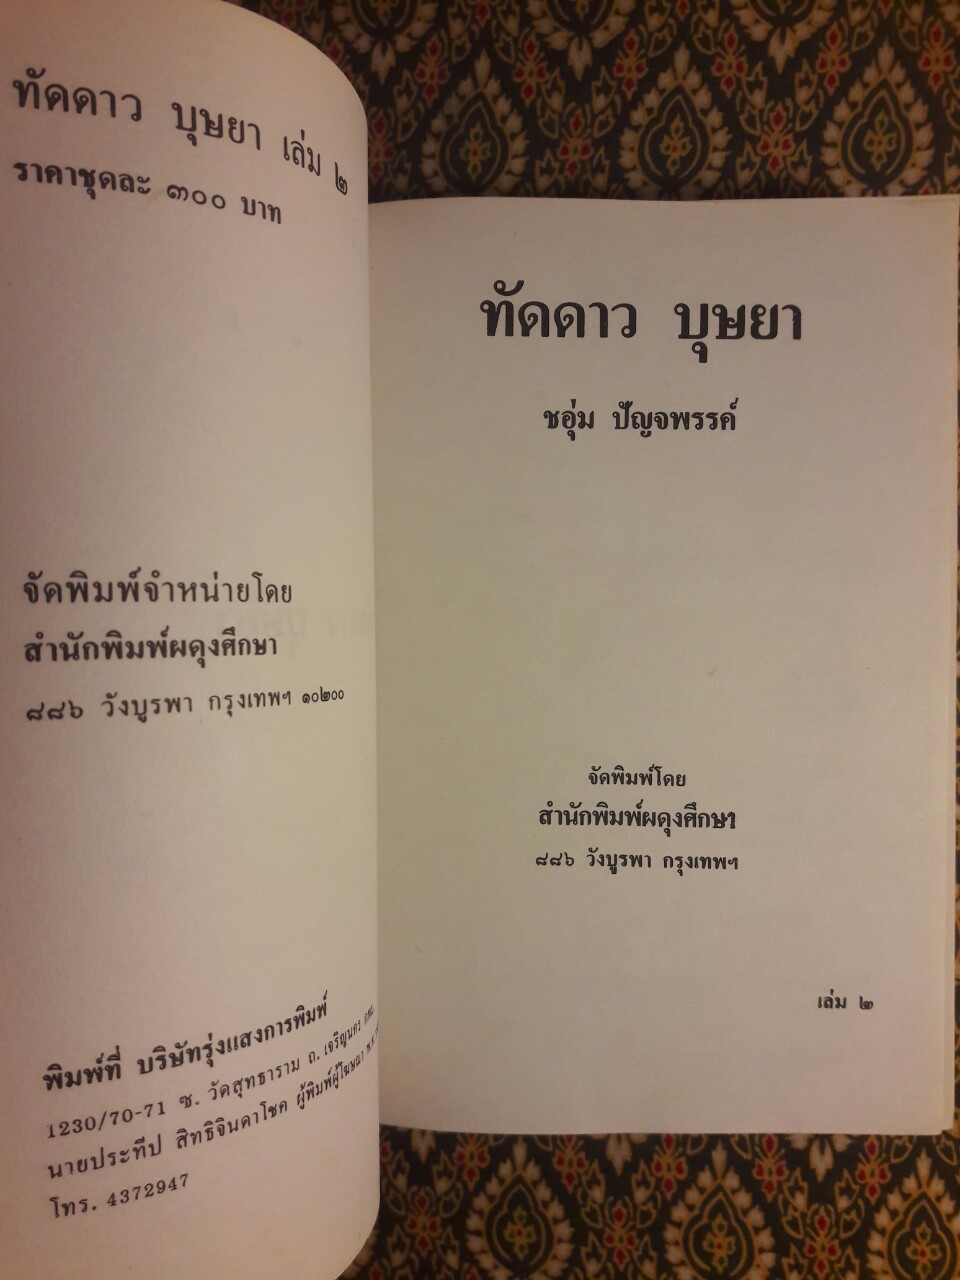 ทัดดาว บุษยา เล่ม ๒
ราคาชุดละ ๓๐๐ บาท
จัดพิมพ์จำหน่ายโดย
สำนักพิมพ์ผดุงศึกษา
๘๘๖ วังบูรพา กรุงเทพฯ ๑๐๒๐๐
พิมพ์ที่ บริษัทรุ่งแสงการพิมพ์
1230/70-71 ซ. วัดสุทธาราม ถ. เจริญนคร
นายประทีป สิทธิจินดาโชค ผู้พิมพ์ผู้โฆษณา
โทร. 4372947
ทัดดาว บุษยา
ชอุ่ม ปัญจพรรค์
จัดพิมพ์โดย
สำนักพิมพ์ผดุงศึกษา
๘๘๖ วังบูรพา กรุงเทพฯ
เล่ม ๒